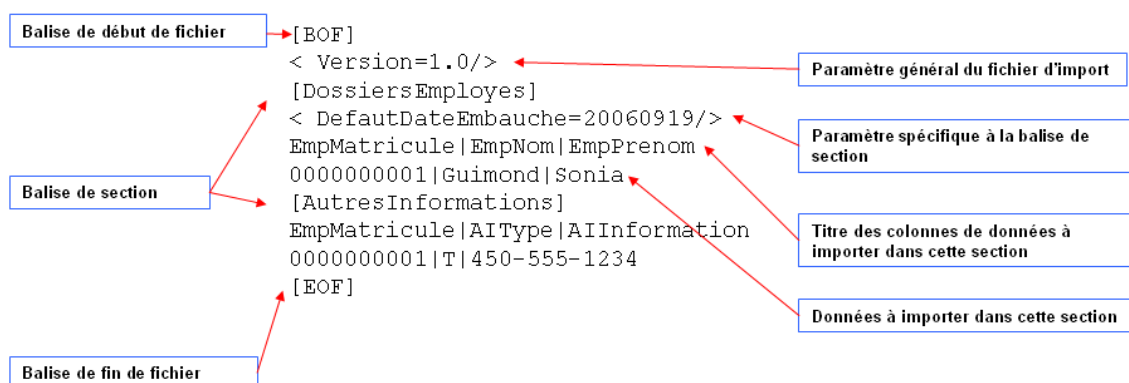 Balise de début de fichier
[BOF]
< Version=1.0/>
Paramètre général du fichier d'import
[DossiersEmployes]
< DefautDateEmbauche=20060919/>
Paramètre spécifique à la balise de
section
EmpMatricule|EmpNom|EmpPrenom
0000000001|Guimond|Sonia
Balise de section
[AutresInformations]
EmpMatricule|AIType|AIInformation
Titre des colonnes de données à
importer dans cette section
0000000001|T|450-555-1234
[EOF]
Données à importer dans cette section
Balise de fin de fichier